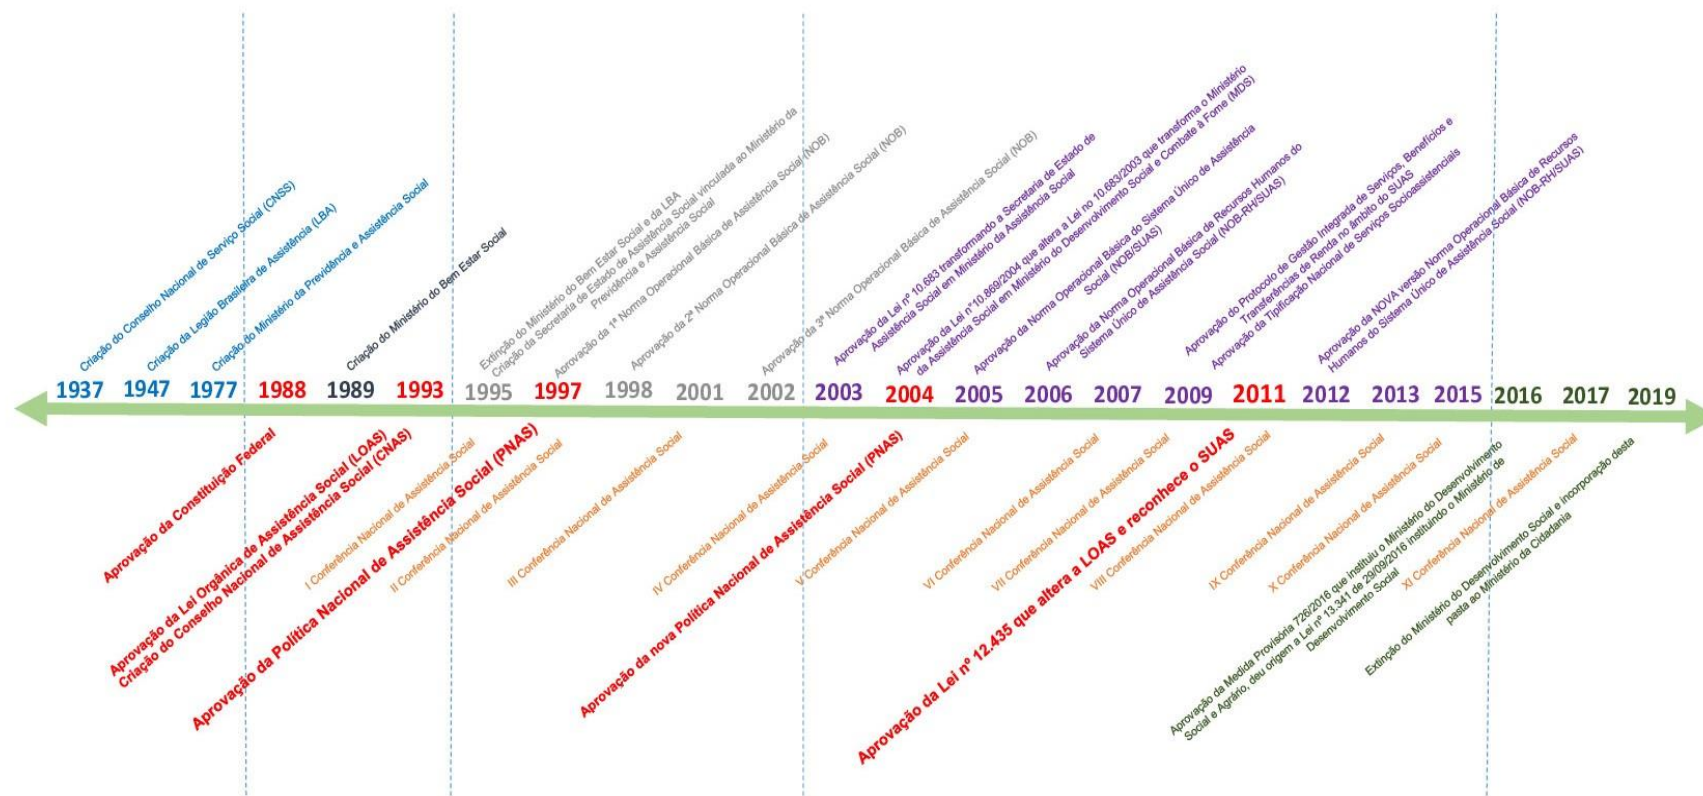 Criação do Conselho Nacional de Serviço Social (CNSS)
Criação da Legião Brasileira de Assistência (LBA)
Criação do Ministério da Previdência e Assistência Social
Criação do Ministério do Bem Estar Social
Extinção do Ministério do Bem Estar Social e da LBA
Criação da Secretaria de Estado de Assistência Social vinculada ao Ministério da
Previdência e Assistência Social
Aprovação da 1ª Norma Operacional Básica de Assistência Social (NOB)
Aprovação da 2ª Norma Operacional Básica de Assistência Social (NOB)
Aprovação da 3ª Norma Operacional Básica de Assistência Social (NOB)
Aprovação da Lei nº 10.683 transformando a Secretaria de Estado de
Assistência Social em Ministério da Assistência Social
Aprovação da Lei nº10.869/2004 que altera a Lei no 10.683/2003 que transforma o Ministério
da Assistência Social em Ministério do Desenvolvimento Social e Combate à Fome (MDS)
Aprovação da Norma Operacional Básica do Sistema Único de Assistência
Social (NOB/SUAS)
Aprovação da Norma Operacional Básica de Recursos Humanos do
Sistema Único de Assistência Social (NOB-RH/SUAS)
Aprovação do Protocolo de Gestão Integrada de Serviços, Benefícios e
Transferências de Renda no âmbito do SUAS
Aprovação da Tipificação Nacional de Serviços Socioassistenciais
Aprovação da NOVA versão Norma Operacional Básica de Recursos
Humanos do Sistema Único de Assistência Social (NOB-RH/SUAS)
1937 1947 1977 1988 1989 1993 1995 1997 1998 2001 2002 2003 2004 2005 2006 2007 2009 2011 2012 2013 2015 2016 2017 2019
Aprovação da Constituição Federal
Aprovação da Lei Orgânica de Assistência Social (LOAS)
Criação do Conselho Nacional de Assistência Social (CNAS)
I Conferência Nacional de Assistência Social
Aprovação da Política Nacional de Assistência Social (PNAS)
II Conferência Nacional de Assistência Social
III Conferência Nacional de Assistência Social
IV Conferência Nacional de Assistência Social
Aprovação da nova Política Nacional de Assistência Social (PNAS)
V Conferência Nacional de Assistência Social
VI Conferência Nacional de Assistência Social
VII Conferência Nacional de Assistência Social
Aprovação da Lei nº 12.435 que altera a LOAS e reconhece o SUAS
VIII Conferência Nacional de Assistência Social
IX Conferência Nacional de Assistência Social
X Conferência Nacional de Assistência Social
Aprovação da Medida Provisória 726/2016 que instituiu o Ministério do Desenvolvimento
Social e Agrário, deu origem a Lei nº 13.341 de 29/09/2016 instituindo o Ministério de
Desenvolvimento Social
XI Conferência Nacional de Assistência Social
Extinção do Ministério do Desenvolvimento Social e incorporação desta
pasta ao Ministério da Cidadania